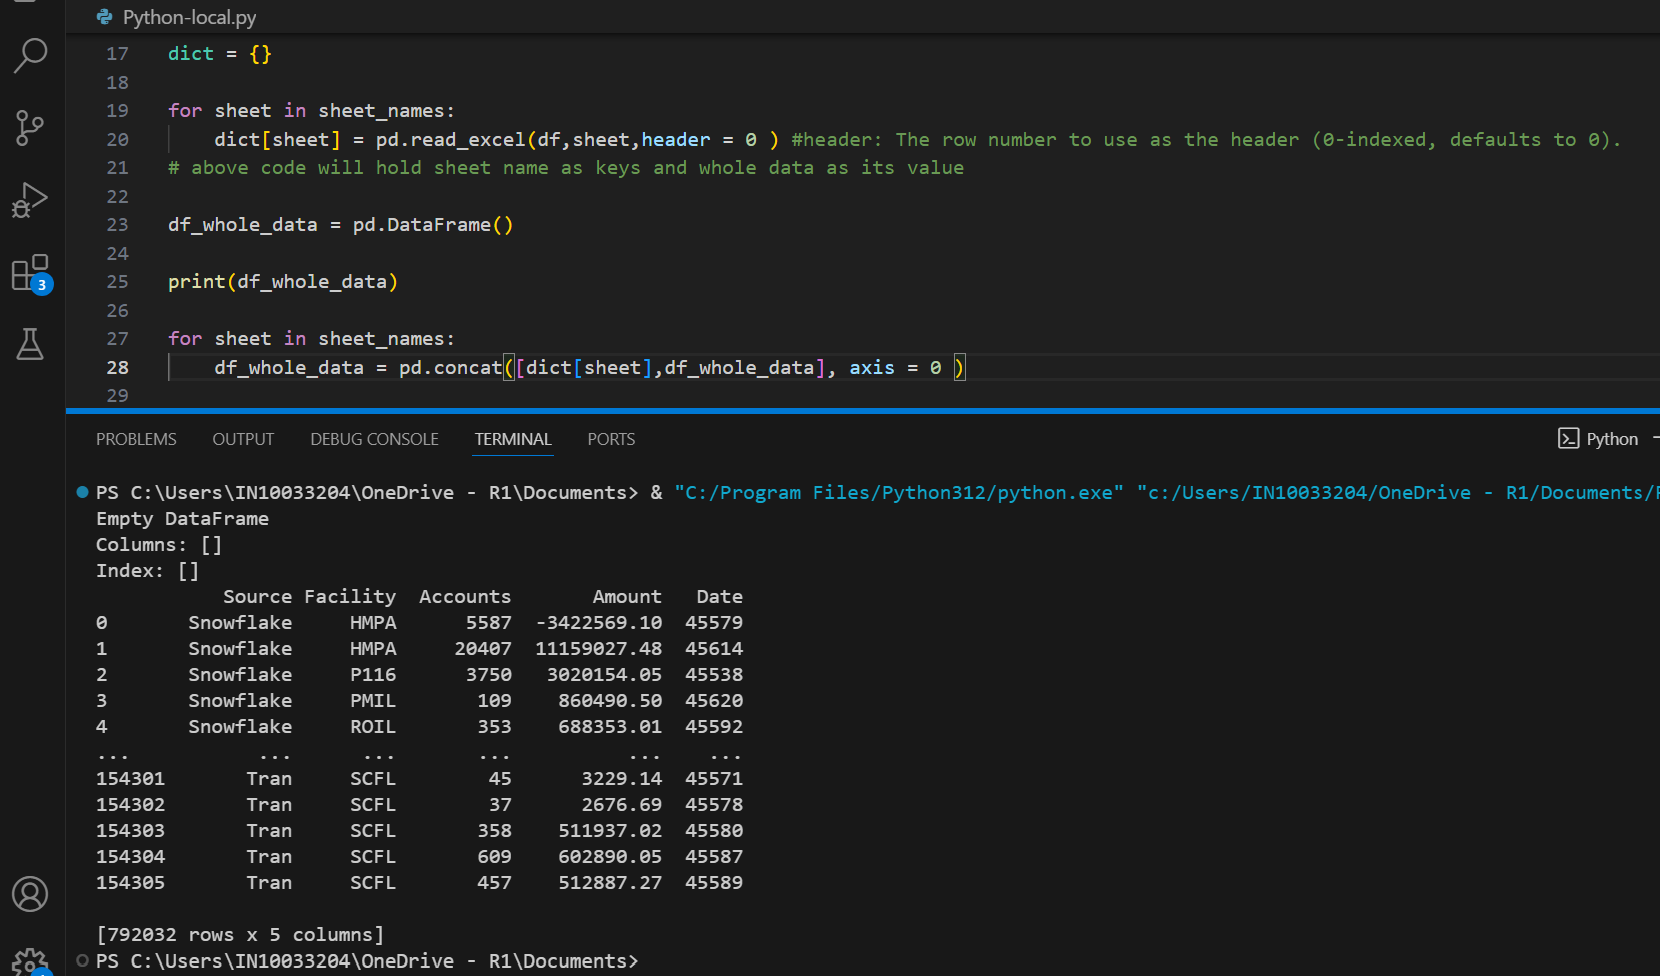 Python-local.py
17 dict = {}
18
19 for sheet in sheet_names:
20 dict[sheet] = pd.read_excel(df,sheet,header = 0 ) #header: The row number to use as the header (0-indexed, defaults to 0).
21 # above code will hold sheet name as keys and whole data as its value
22
23 df_whole_data = pd.DataFrame()
24
25 print(df_whole_data)
26
27 for sheet in sheet_names:
28 df_whole_data = pd.concat([dict[sheet],df_whole_data], axis = 0 )
29
3
PROBLEMS OUTPUT DEBUG CONSOLE TERMINAL PORTS Python
PS C:\Users\IN10033204\OneDrive - R1\Documents> & "C:/Program Files/Python312/python.exe" "c:/Users/IN10033204/OneDrive - R1/Documents/
Empty DataFrame
Columns: []
Index: []
Source Facility Accounts Amount Date
0 Snowflake HMPA 5587 -3422569.10 45579
1 Snowflake HMPA 20407 11159027.48 45614
2 Snowflake P116 3750 3020154.05 45538
3 Snowflake PMIL 109 860490.50 45620
4 Snowflake ROIL 353 688353.01 45592
... ... ... ... ... ...
154301 Tran SCFL 45 3229.14 45571
154302 Tran SCFL 37 2676.69 45578
154303 Tran SCFL 358 511937.02 45580
154304 Tran SCFL 609 602890.05 45587
154305 Tran SCFL 457 512887.27 45589
[792032 rows x 5 columns]
PS C:\Users\IN10033204\OneDrive - R1\Documents>